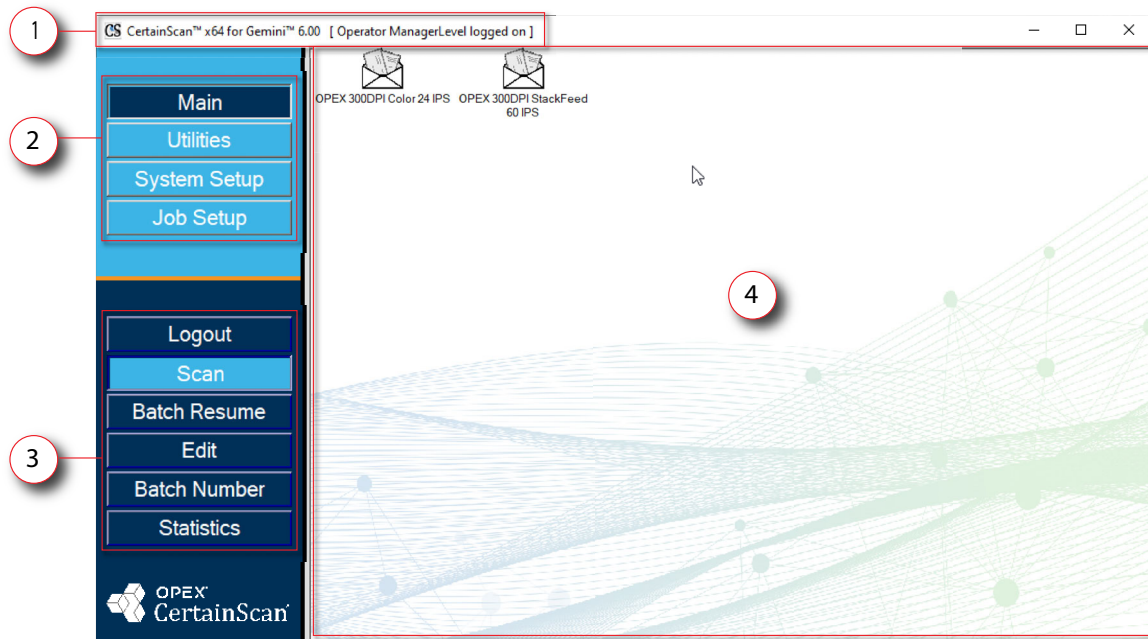 1
CS CertainScan™ x64 for Gemini™ 6.00 [ Operator ManagerLevel logged on ]
2
Main
Utilities
System Setup
Job Setup
OPEX 300DPI Color 24 IPS
OPEX 300DPI StackFeed
60 IPS
4
3
Logout
Scan
Batch Resume
Edit
Batch Number
Statistics
OPEX®
CertainScan®